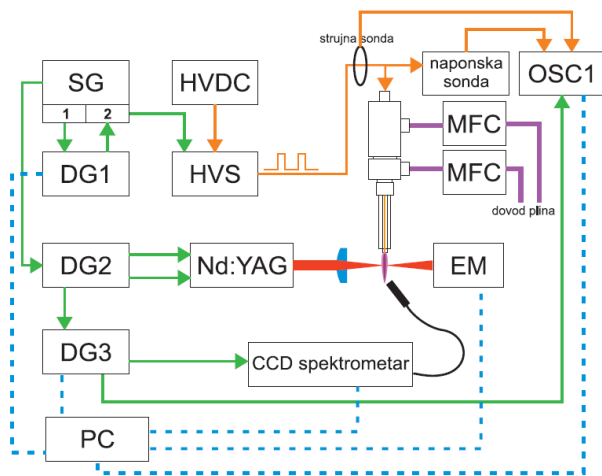 strujna sonda
SG
1 2
HVDC
naponska
sonda
OSC1
DG1
HVS
MFC
MFC
dovod plina
DG2
Nd:YAG
EM
DG3
CCD spektrometar
PC